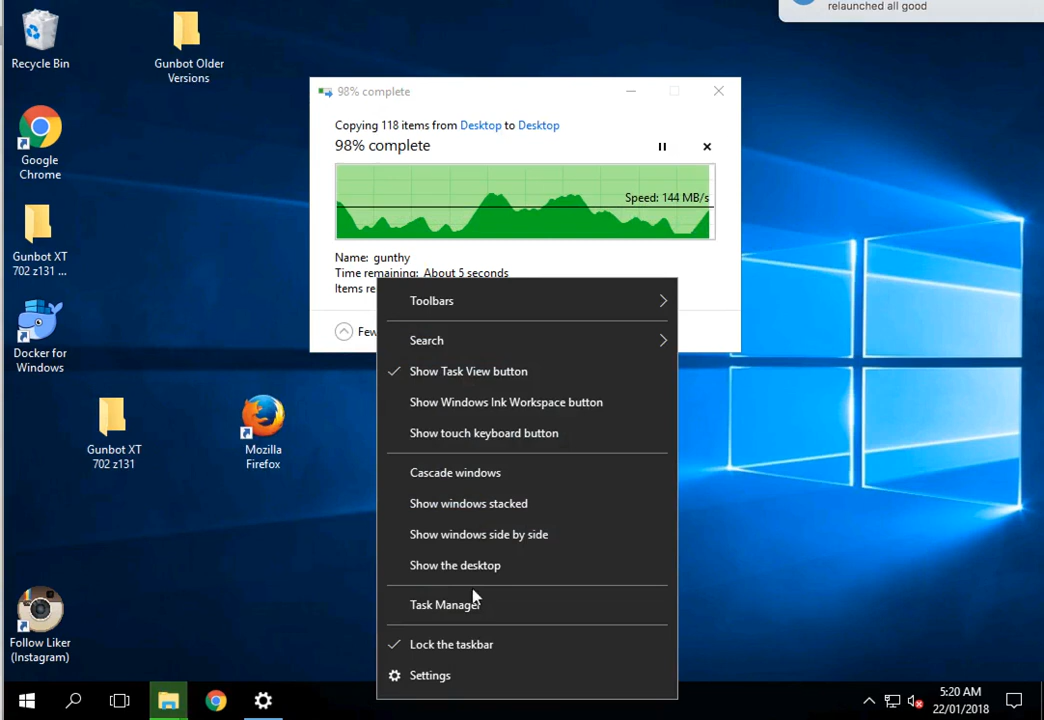 relaunched all good
Recycle Bin
Gunbot Older
Versions
98% complete
Copying 118 items from Desktop to Desktop
98% complete
Speed: 144 MB/s
Name: gunthy
Time remaining: About 5 seconds
Items re
Few
Google
Chrome
Gunbot XT
702 z131 ...
Docker for
Windows
Gunbot XT
702 z131
Mozilla
Firefox
Follow Liker
(Instagram)
Toolbars
Search
Show Task View button
Show Windows Ink Workspace button
Show touch keyboard button
Cascade windows
Show windows stacked
Show windows side by side
Show the desktop
Task Manager
Lock the taskbar
Settings
5:20 AM
22/01/2018